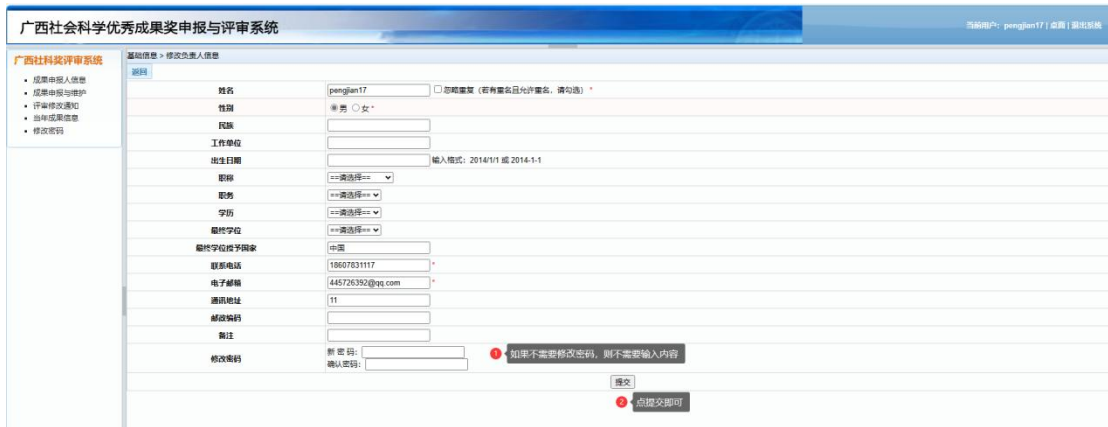 广西社会科学优秀成果奖申报与评审系统
当前用户: pengjian17 | 桌面 | 退出系统
广西社科奖评审系统
成果申报人信息
成果申报与维护
评审修改通知
当年成果信息
修改密码
基础信息 > 修改负责人信息
返回
姓名 pengjian17 忽略重复（若有重名且允许重名，请勾选） *
性别 男 女 *
民族
工作单位
出生日期 输入格式: 2014/1/1 或 2014-1-1
职称 ==请选择==
职务 ==请选择==
学历 ==请选择==
最终学位 ==请选择==
最终学位授予国家 中国
联系电话 18607831117 *
电子邮箱 445726392@qq.com *
通讯地址 11
邮政编码
备注
修改密码 新 密 码:
确认密码:
1 如果不需要修改密码，则不需要输入内容
提交
2 点提交即可